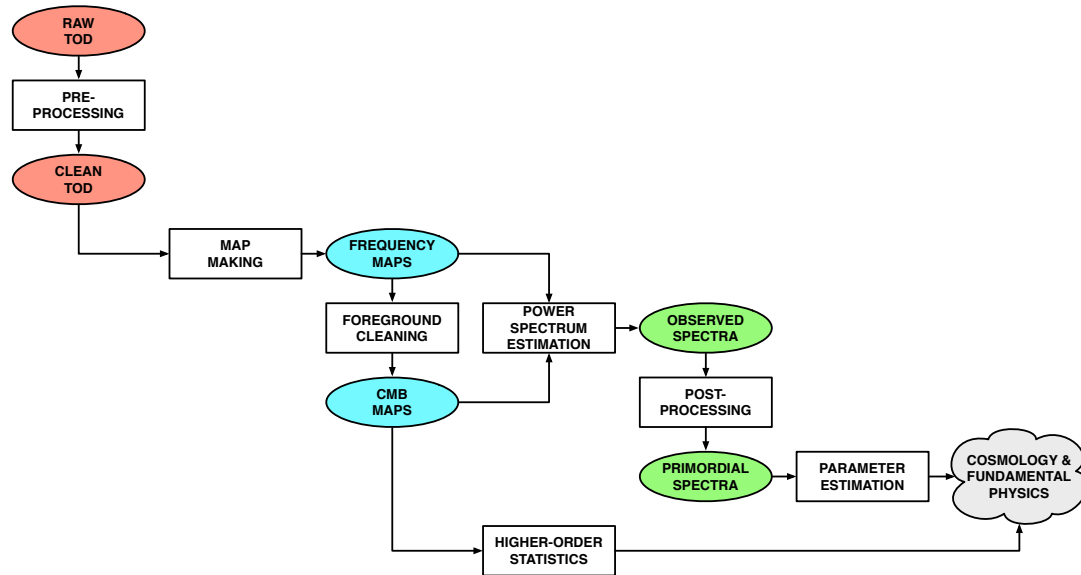 RAW
TOD
PRE-
PROCESSING
CLEAN
TOD
MAP
MAKING
FREQUENCY
MAPS
FOREGROUND
CLEANING
CMB
MAPS
POWER
SPECTRUM
ESTIMATION
OBSERVED
SPECTRA
POST-
PROCESSING
PRIMORDIAL
SPECTRA
PARAMETER
ESTIMATION
COSMOLOGY &
FUNDAMENTAL
PHYSICS
HIGHER-ORDER
STATISTICS